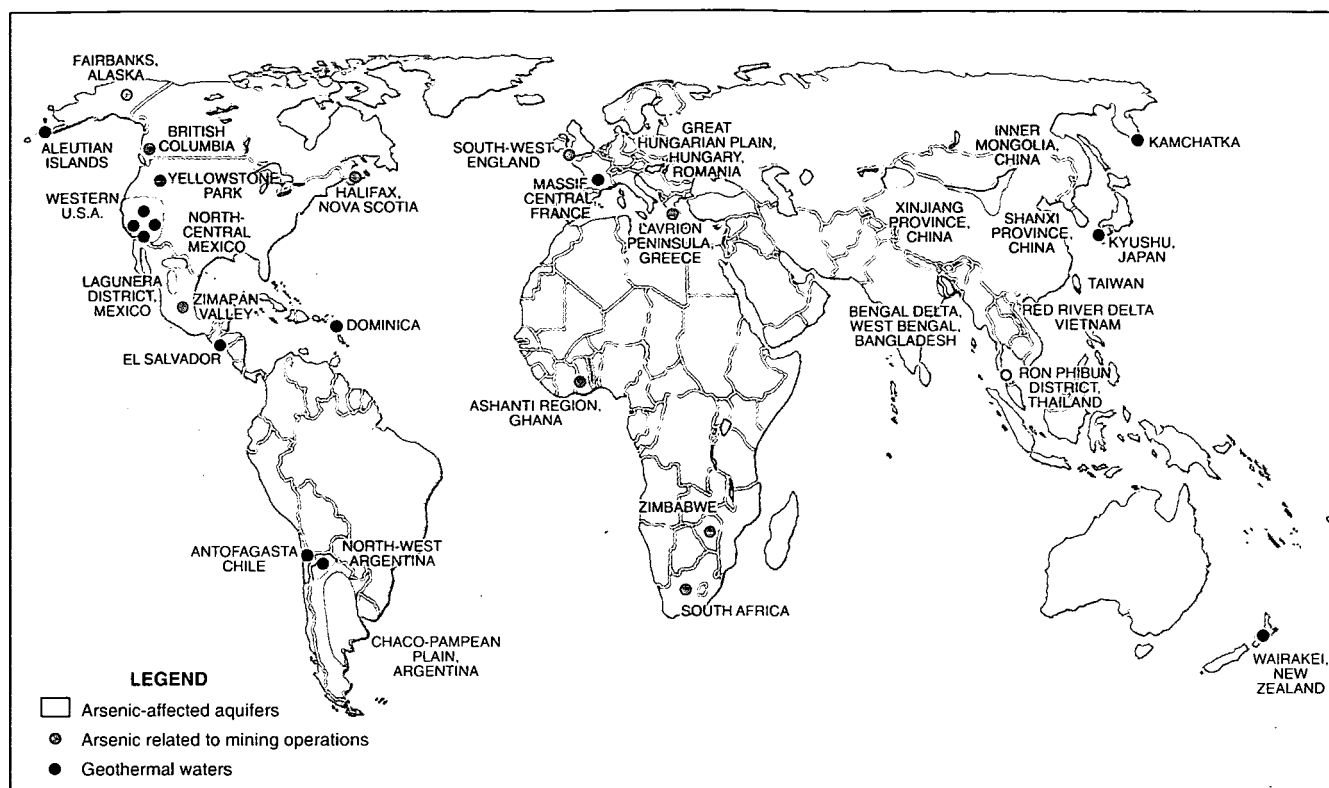 FAIRBANKS,
ALASKA
ALEUTIAN
ISLANDS
BRITISH
COLUMBIA
YELLOWSTONE
PARK
WESTERN
U.S.A.
NORTH-
CENTRAL
MEXICO
HALIFAX,
NOVA SCOTIA
LAGUNERA
DISTRICT,
MEXICO
ZIMAPAN
VALLEY
DOMINICA
EL SALVADOR
SOUTH-WEST
ENGLAND
GREAT
HUNGARIAN PLAIN,
HUNGARY,
ROMANIA
MASSIF
CENTRAL,
FRANCE
LAVRION
PENINSULA,
GREECE
INNER
MONGOLIA,
CHINA
KAMCHATKA
XINJIANG
PROVINCE,
CHINA
SHANXI
PROVINCE,
CHINA
KYUSHU,
JAPAN
TAIWAN
BENGAL DELTA,
WEST BENGAL,
BANGLADESH
RED RIVER DELTA
VIETNAM
RON PHIBUN
DISTRICT,
THAILAND
ASHANTI REGION,
GHANA
ZIMBABWE
ANTOFAGASTA
CHILE
NORTH-WEST
ARGENTINA
SOUTH AFRICA
CHACO-PAMPEAN
PLAIN,
ARGENTINA
WAIRAKEI,
NEW
ZEALAND
LEGEND
Arsenic-affected aquifers
Arsenic related to mining operations
Geothermal waters